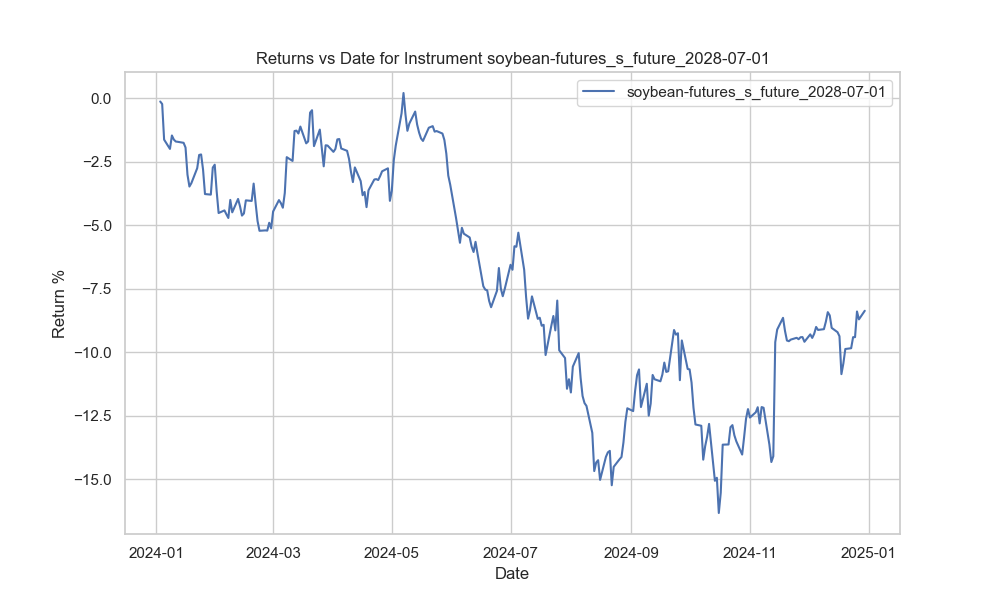 Returns vs Date for Instrument soybean-futures_s_future_2028-07-01
soybean-futures_s_future_2028-07-01
Return %
0.0
−2.5
−5.0
−7.5
−10.0
−12.5
−15.0
2024-01 2024-03 2024-05 2024-07 2024-09 2024-11 2025-01
Date